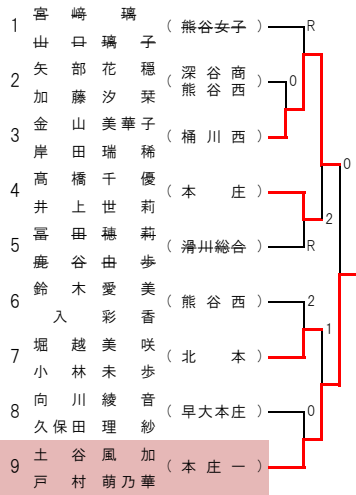 1 宮 﨑 璃 (熊谷女子) R
山 口 璃 子
2 矢 部 花 穏 (深谷商 熊谷西) 0
加 藤 汐 栞
3 金 山 美 華 子 (桶 川 西)
岸 田 瑞 稀
0
4 髙 橋 千 優 (本 庄)
井 上 世 莉
2
5 冨 田 穂 莉 (滑川総合) R
鹿 谷 由 歩
6 鈴 木 愛 美 (熊 谷 西) 2
入 彩 香
1
7 堀 越 美 咲 (北 本)
小 林 未 歩
8 向 川 綾 音 (早大本庄) 0
久保田 理 紗
9 土 谷 風 加 (本 庄 一)
戸 村 萌乃華